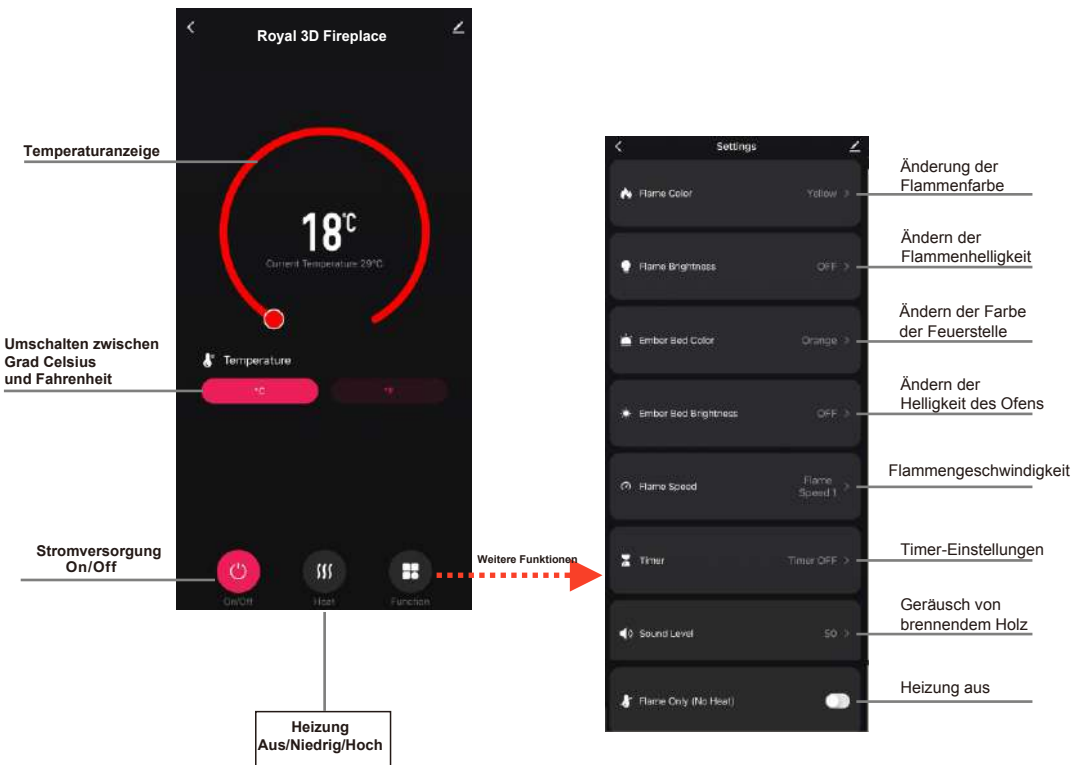 Royal 3D Fireplace
Temperaturanzeige
18°C
Current Temperature 29°C
Umschalten zwischen
Grad Celsius
und Fahrenheit
Temperature
°C
°F
Stromversorgung
On/Off
On/Off
Heat
Function
Weitere Funktionen
Heizung
Aus/Niedrig/Hoch
Settings
Flame Color
Yellow
Änderung der
Flammenfarbe
Flame Brightness
OFF
Ändern der
Flammenhelligkeit
Ember Bed Color
Orange
Ändern der Farbe
der Feuerstelle
Ember Bed Brightness
OFF
Ändern der
Helligkeit des Ofens
Flame Speed
Flame
Speed 1
Flammengeschwindigkeit
Timer
Timer OFF
Timer-Einstellungen
Sound Level
50
Geräusch von
brennendem Holz
Flame Only (No Heat)
Heizung aus